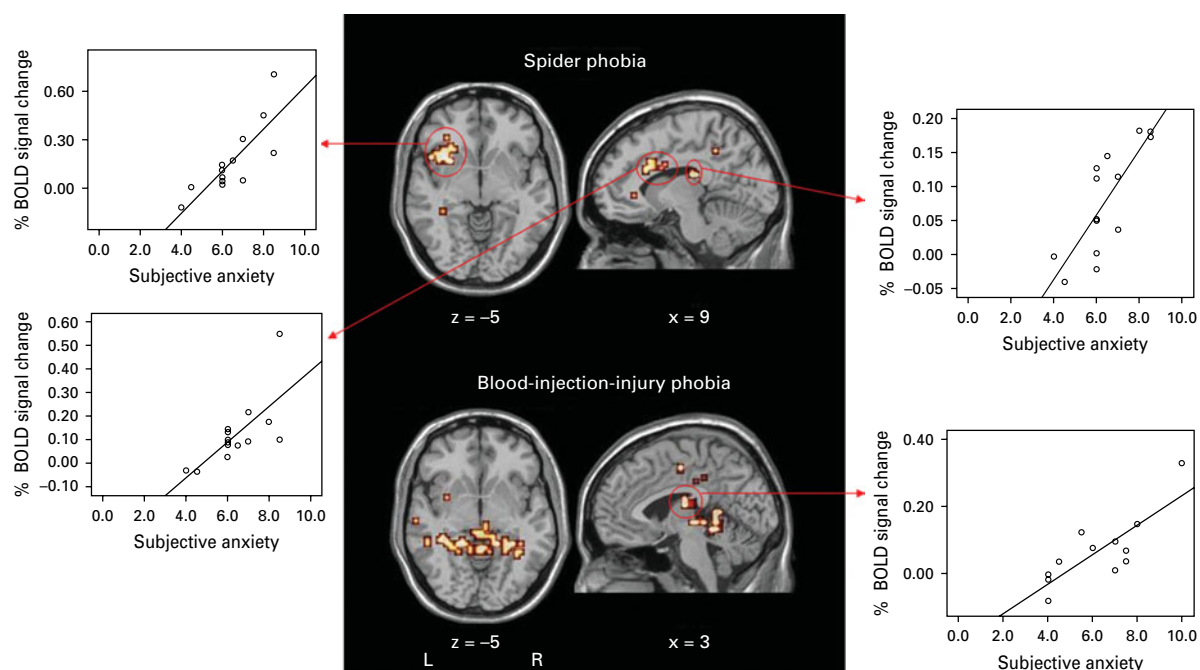 % BOLD signal change
0.60
0.30
0.00
0.0 2.0 4.0 6.0 8.0 10.0
Subjective anxiety
% BOLD signal change
0.60
0.50
0.40
0.30
0.20
0.10
0.00
–0.10
0.0 2.0 4.0 6.0 8.0 10.0
Subjective anxiety
Spider phobia
z = –5 x = 9
Blood-injection-injury phobia
z = –5 x = 3
L R
% BOLD signal change
0.20
0.15
0.10
0.05
0.00
–0.05
0.0 2.0 4.0 6.0 8.0 10.0
Subjective anxiety
% BOLD signal change
0.40
0.20
0.00
0.0 2.0 4.0 6.0 8.0 10.0
Subjective anxiety